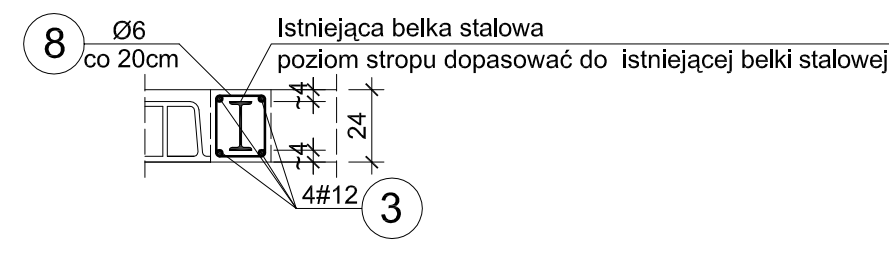 8
Ø6
co 20cm
Istniejąca belka stalowa
poziom stropu dopasować do istniejącej belki stalowej
~4
~4
24
4#12
3